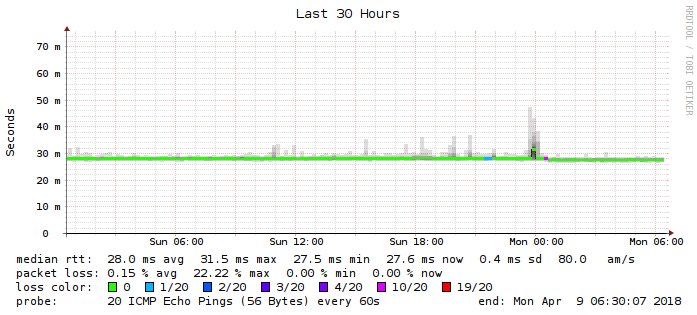 Last 30 Hours
RRDTOOL / TOBI OETIKER
Seconds
70 m
60 m
50 m
40 m
30 m
20 m
10 m
0
Sun 06:00 Sun 12:00 Sun 18:00 Mon 00:00 Mon 06:00
median rtt: 28.0 ms avg 31.5 ms max 27.5 ms min 27.6 ms now 0.4 ms sd 80.0 am/s
packet loss: 0.15 % avg 22.22 % max 0.00 % min 0.00 % now
loss color: 0 1/20 2/20 3/20 4/20 10/20 19/20
probe: 20 ICMP Echo Pings (56 Bytes) every 60s end: Mon Apr 9 06:30:07 2018